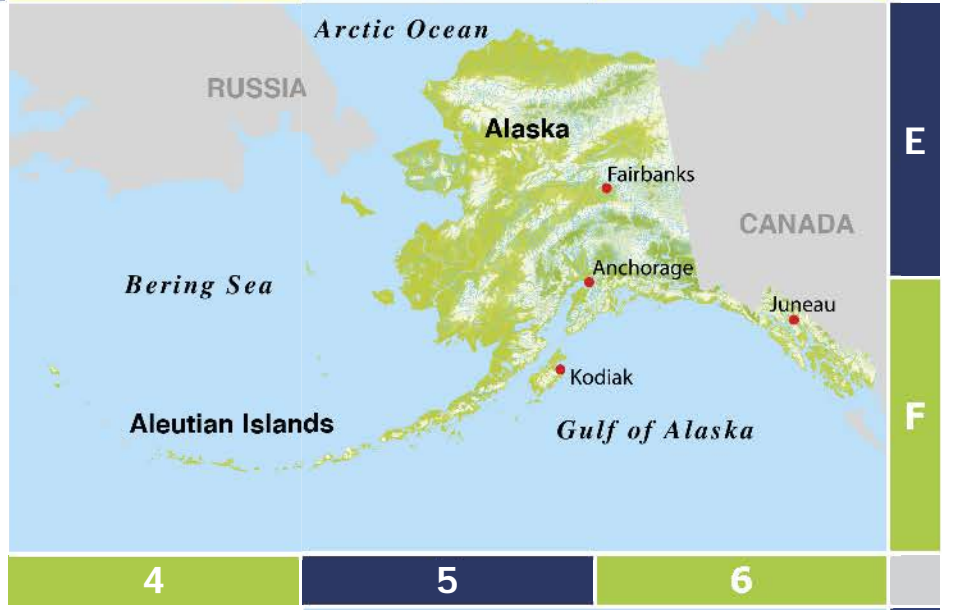 Arctic Ocean
RUSSIA
Alaska
E
Fairbanks
CANADA
Anchorage
Bering Sea
Juneau
Kodiak
Aleutian Islands
Gulf of Alaska
F
4
5
6